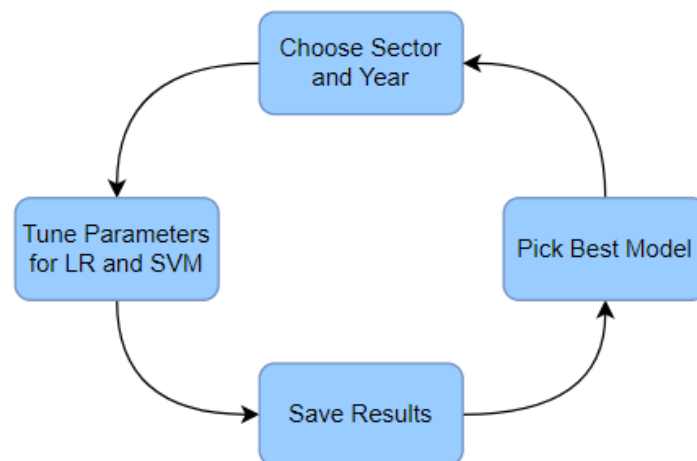 Choose Sector
and Year
Tune Parameters
for LR and SVM
Pick Best Model
Save Results